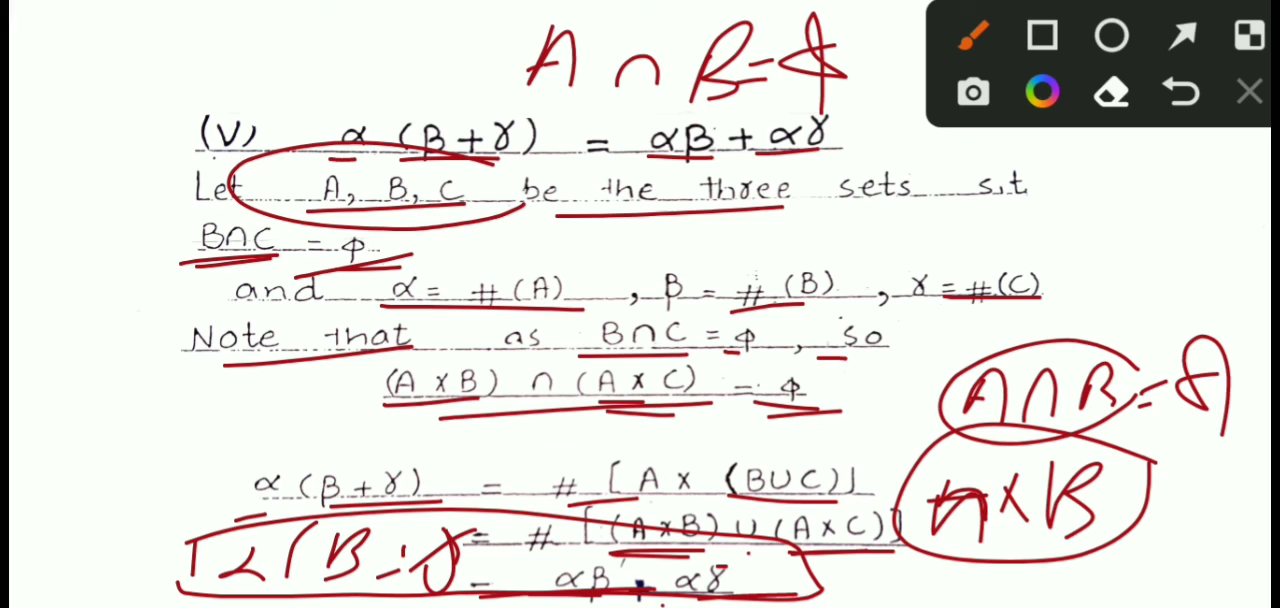 A ∩ B = ϕ
(V) α (β + γ) = αβ + αγ
Let A, B, C be the three sets s.t
B∩C = ϕ
and α = # (A) , β = # (B) , γ = # (C)
Note that as B∩C = ϕ , so
(A × B) ∩ (A × C) = ϕ
A ∩ B = ϕ
α (β + γ) = # [ A × (B∪C)]
× B
= # [(A × B) ∪ (A × C)]
= αβ + αγ